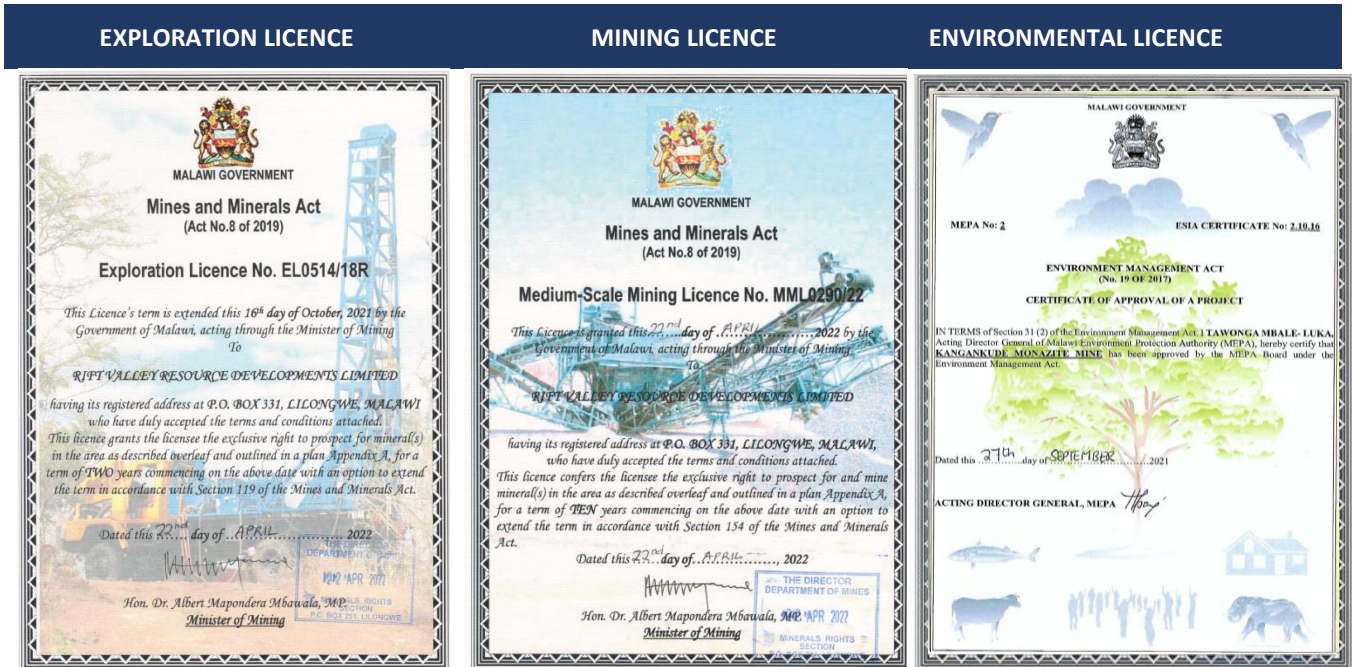 EXPLORATION LICENCE
MINING LICENCE
ENVIRONMENTAL LICENCE
MALAWI GOVERNMENT
Mines and Minerals Act
(Act No.8 of 2019)
Exploration Licence No. EL0514/18R
This Licence's term is extended this 16th day of October, 2021 by the
Government of Malawi, acting through the Minister of Mining
To
RIFT VALLEY RESOURCE DEVELOPMENTS LIMITED
having its registered address at P.O. BOX 331, LILONGWE, MALAWI
who have duly accepted the terms and conditions attached.
This licence grants the licensee the exclusive right to prospect for mineral(s)
in the area as described overleaf and outlined in a plan Appendix A, for a
term of TWO years commencing on the above date with an option to extend
the term in accordance with Section 119 of the Mines and Minerals Act.
Dated this 22nd day of APRIL 2022
THE DIRECTOR
DEPARTMENT OF MINES
APR 2022
MINERALS RIGHTS
SECTION
P.O. BOX 251, LILONGWE
Hon. Dr. Albert Mapondera Mbawala, MP.
Minister of Mining
MALAWI GOVERNMENT
Mines and Minerals Act
(Act No.8 of 2019)
Medium-Scale Mining Licence No. MML0290/22
This Licence is granted this 22nd day of APRIL 2022 by the
Government of Malawi, acting through the Minister of Mining
To
RIFT VALLEY RESOURCE DEVELOPMENTS LIMITED
having its registered address at P.O. BOX 331, LILONGWE, MALAWI,
who have duly accepted the terms and conditions attached.
This licence confers the licensee the exclusive right to prospect for and mine
mineral(s) in the area as described overleaf and outlined in a plan Appendix A,
for a term of TEN years commencing on the above date with an option to
extend the term in accordance with Section 154 of the Mines and Minerals
Act.
Dated this 22nd day of APRIL, 2022
THE DIRECTOR
DEPARTMENT OF MINES
APR 2022
MINERALS RIGHTS
SECTION
Hon. Dr. Albert Mapondera Mbawala, MP.
Minister of Mining
MALAWI GOVERNMENT
MEPA No: 2
ESIA CERTIFICATE No: 2.10.16
ENVIRONMENT MANAGEMENT ACT
(No. 19 OF 2017)
CERTIFICATE OF APPROVAL OF A PROJECT
IN TERMS of Section 31 (2) of the Environment Management Act, I TAWONGA MBALE- LUKA,
Acting Director General of Malawi Environment Protection Authority (MEPA), hereby certify that
KANGANKUDE MONAZITE MINE has been approved by the MEPA Board under the
Environment Management Act.
Dated this 27th day of SEPTEMBER 2021
ACTING DIRECTOR GENERAL, MEPA